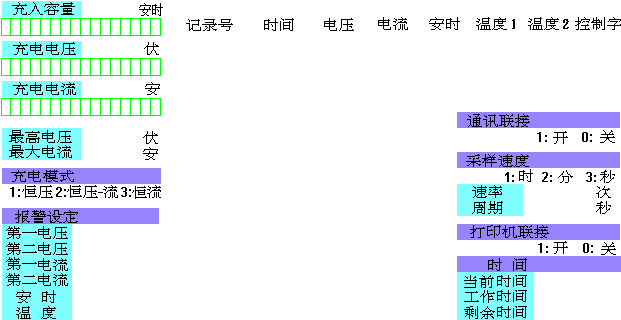 充入容量 安时
充电电压 伏
充电电流 安
最高电压 伏
最大电流 安
充电模式
1:恒压 2:恒压-流 3:恒流
报警设定
第一电压
第二电压
第一电流
第二电流
安 时
温 度
记录号 时间 电压 电流 安时 温度1 温度2 控制字
通讯联接
1:开 0:关
采样速度
1:时 2:分 3:秒
速率 次
周期 秒
打印机联接
1:开 0:关
时 间
当前时间
工作时间
剩余时间